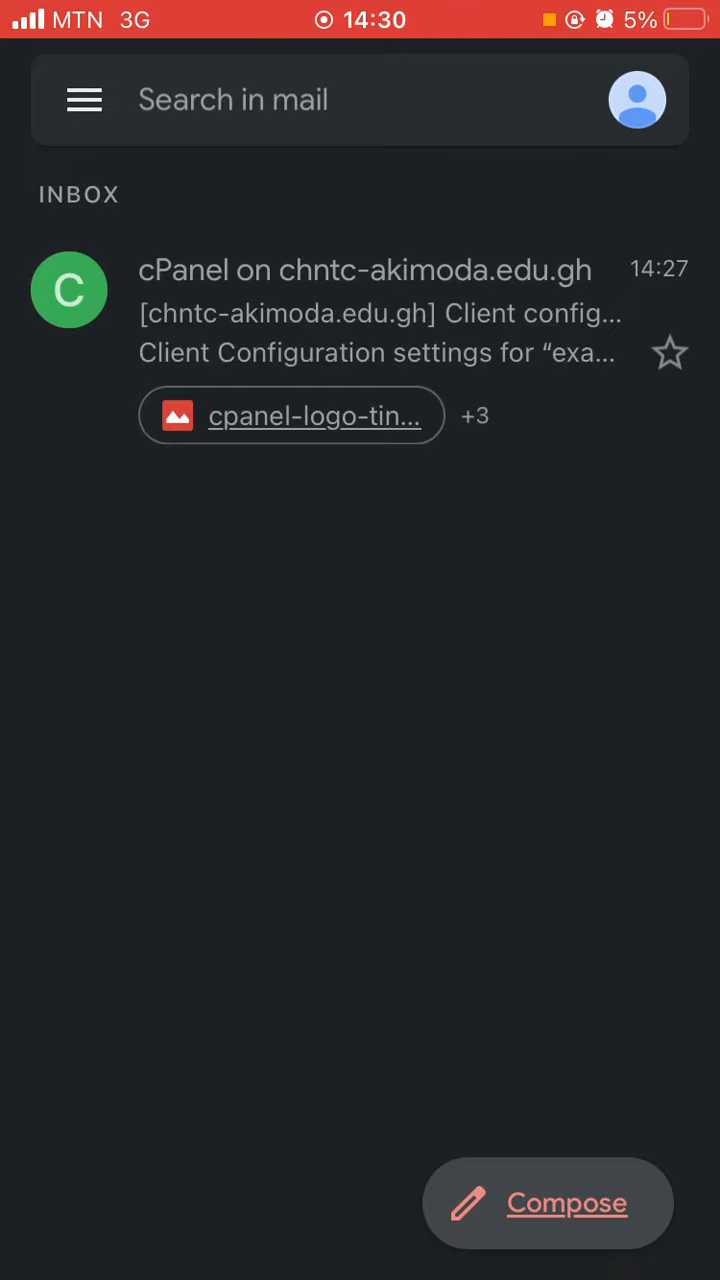 MTN 3G 14:30 5%
Search in mail
INBOX
C
cPanel on chntc-akimoda.edu.gh 14:27
[chntc-akimoda.edu.gh] Client config...
Client Configuration settings for “exa...
cpanel-logo-tin... +3
Compose